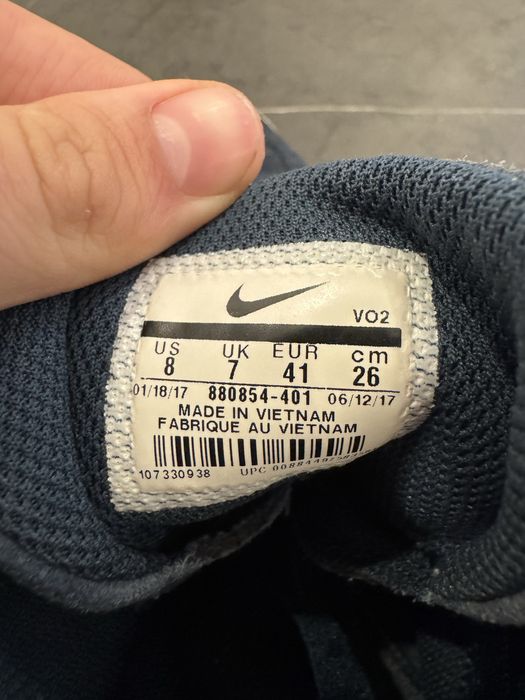 VO2
US UK EUR cm
8 7 41 26
01/18/17 880854-401 06/12/17
MADE IN VIETNAM
FABRIQUE AU VIETNAM
107330938 UPC